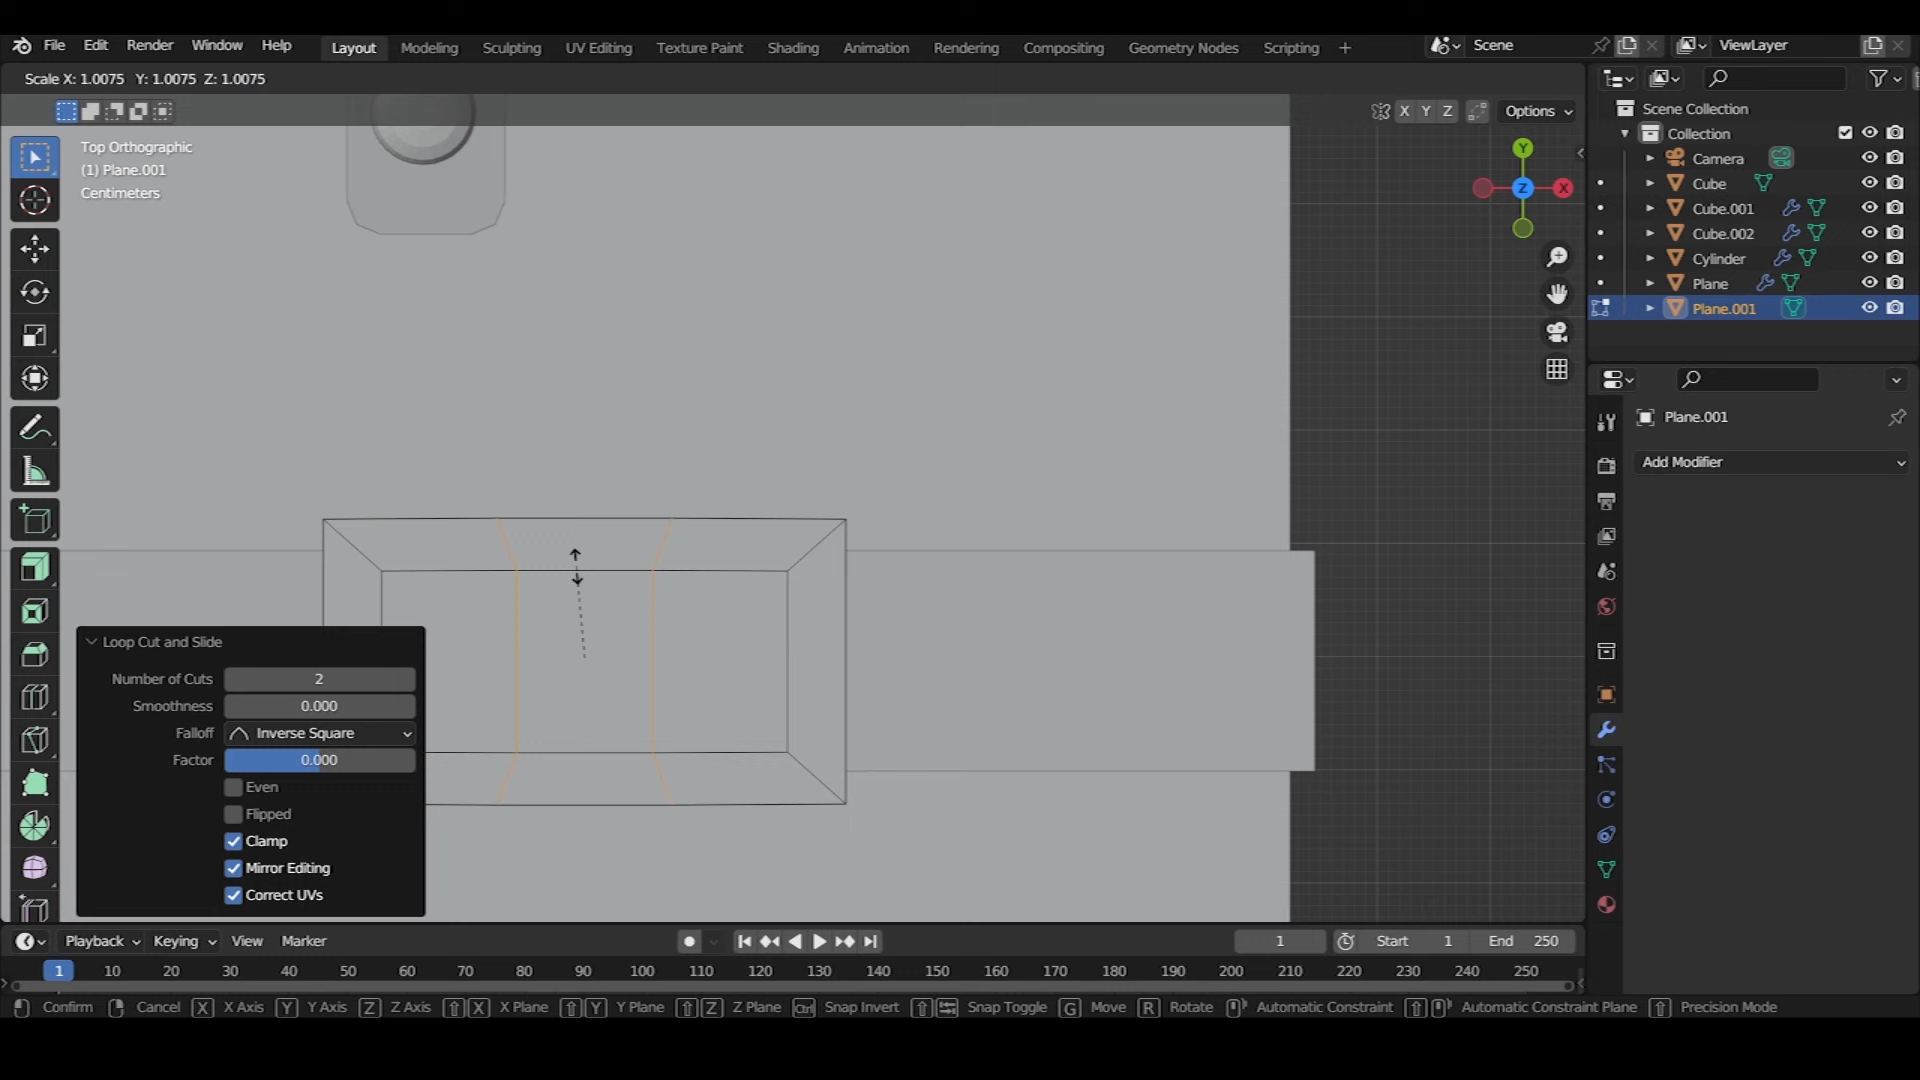 File Edit Render Window Help Layout Modeling Sculpting UV Editing Texture Paint Shading Animation Rendering Compositing Geometry Nodes Scripting + Scene ViewLayer
Scale X: 1.0075 Y: 1.0075 Z: 1.0075
X Y Z Options
Top Orthographic
(1) Plane.001
Centimeters
Y
Z X
Scene Collection
Collection
Camera
Cube
Cube.001
Cube.002
Cylinder
Plane
Plane.001
Plane.001
Add Modifier
Loop Cut and Slide
Number of Cuts 2
Smoothness 0.000
Falloff Inverse Square
Factor 0.000
Even
Flipped
Clamp
Mirror Editing
Correct UVs
Playback Keying View Marker 1 Start 1 End 250
1 10 20 30 40 50 60 70 80 90 100 110 120 130 140 150 160 170 180 190 200 210 220 230 240 250
Confirm Cancel X X Axis Y Y Axis Z Z Axis X X Plane Y Y Plane Z Z Plane Ctrl Snap Invert Snap Toggle G Move R Rotate Automatic Constraint Automatic Constraint Plane Precision Mode